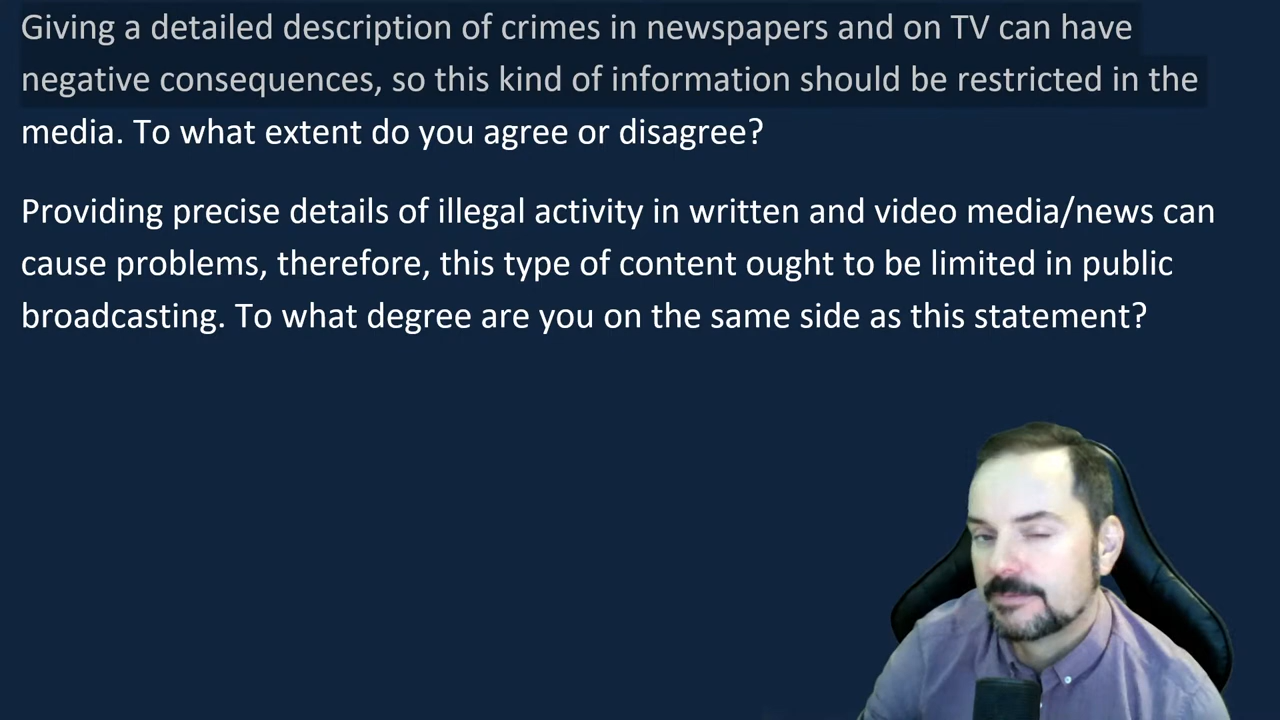 Giving a detailed description of crimes in newspapers and on TV can have
negative consequences, so this kind of information should be restricted in the
media. To what extent do you agree or disagree?
Providing precise details of illegal activity in written and video media/news can
cause problems, therefore, this type of content ought to be limited in public
broadcasting. To what degree are you on the same side as this statement?